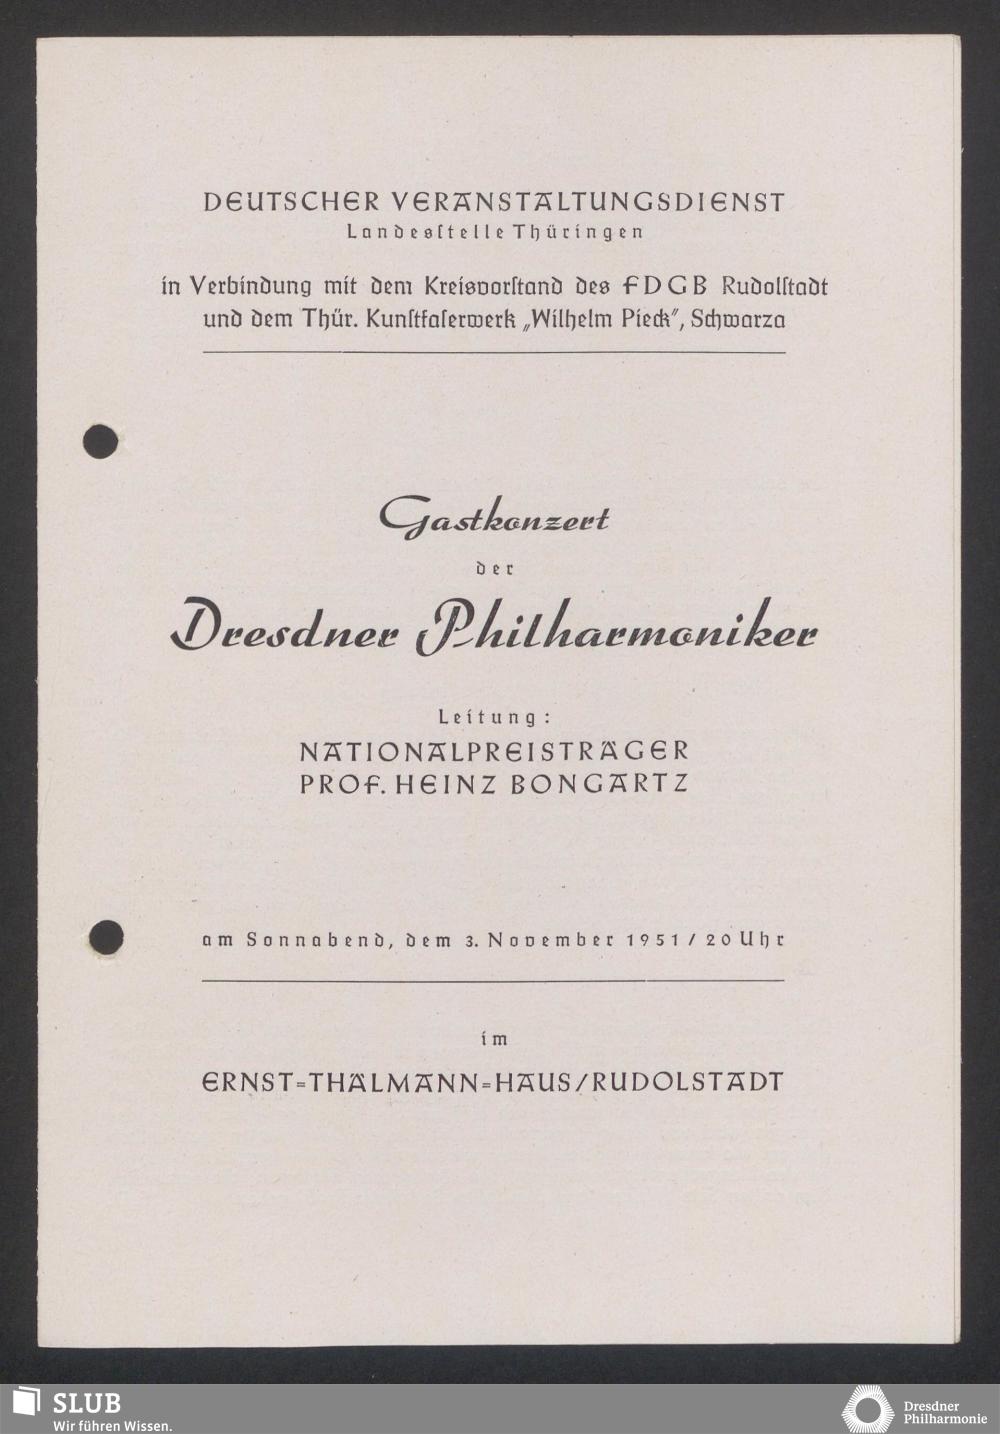 DEUTSCHER VERANSTALTUNGSDIENST
Landesstelle Thüringen
in Verbindung mit dem Kreisvorstand des FDGB Rudolstadt
und dem Thür. Kunstfaserwerk „Wilhelm Pieck“, Schwarza
Gastkonzert
der
Dresdner Philharmoniker
Leitung:
NATIONALPREISTRÄGER
PROF. HEINZ BONGARTZ
am Sonnabend, dem 3. November 1951 / 20 Uhr
im
ERNST=THÄLMANN=HAUS/RUDOLSTADT
SLUB
Wir führen Wissen.
Dresdner
Philharmonie